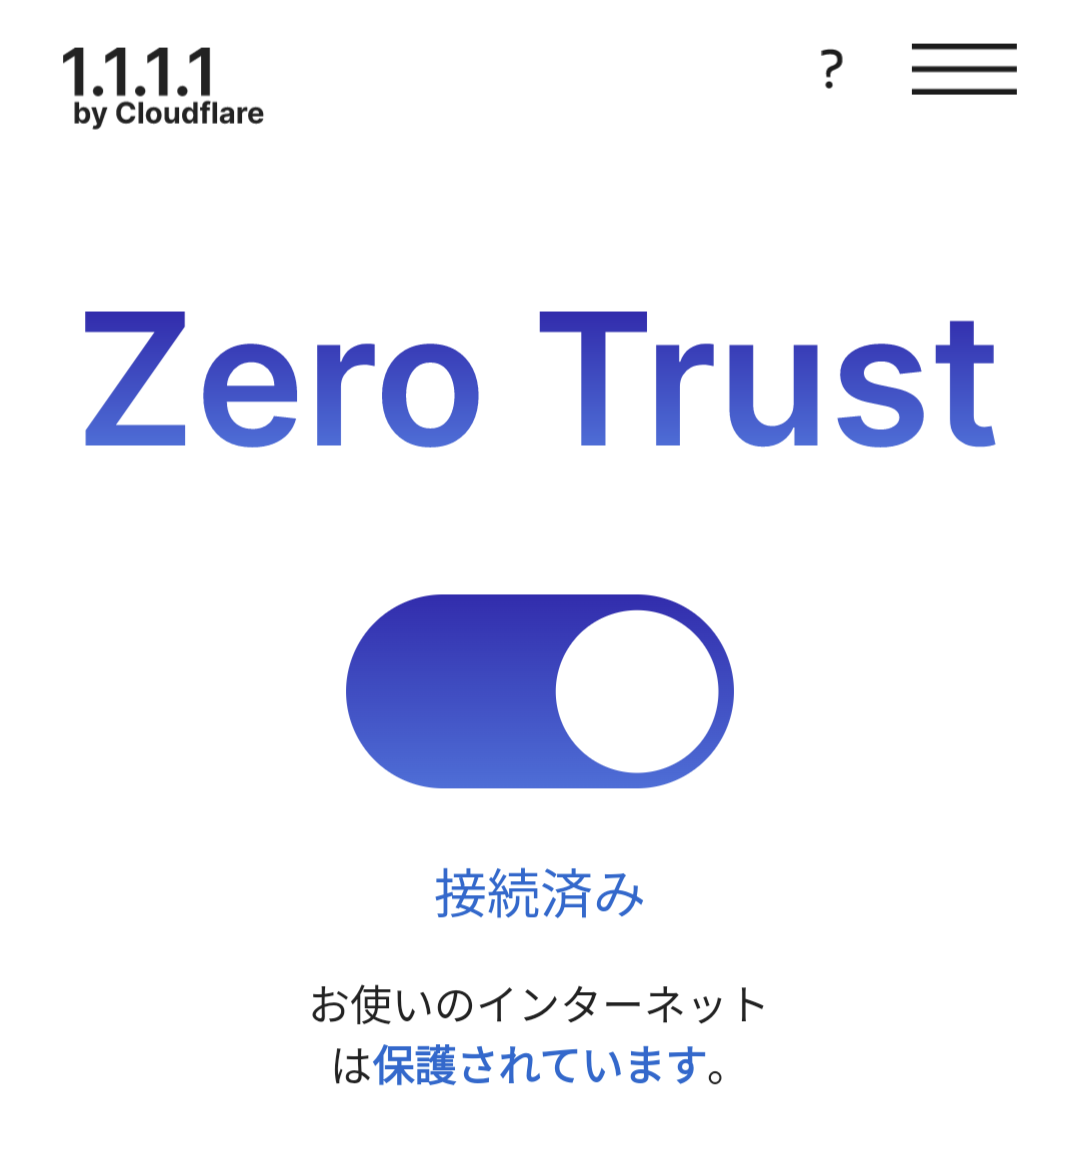 1.1.1.1
by Cloudflare
?
Zero Trust
接続済み
お使いのインターネット
は保護されています。